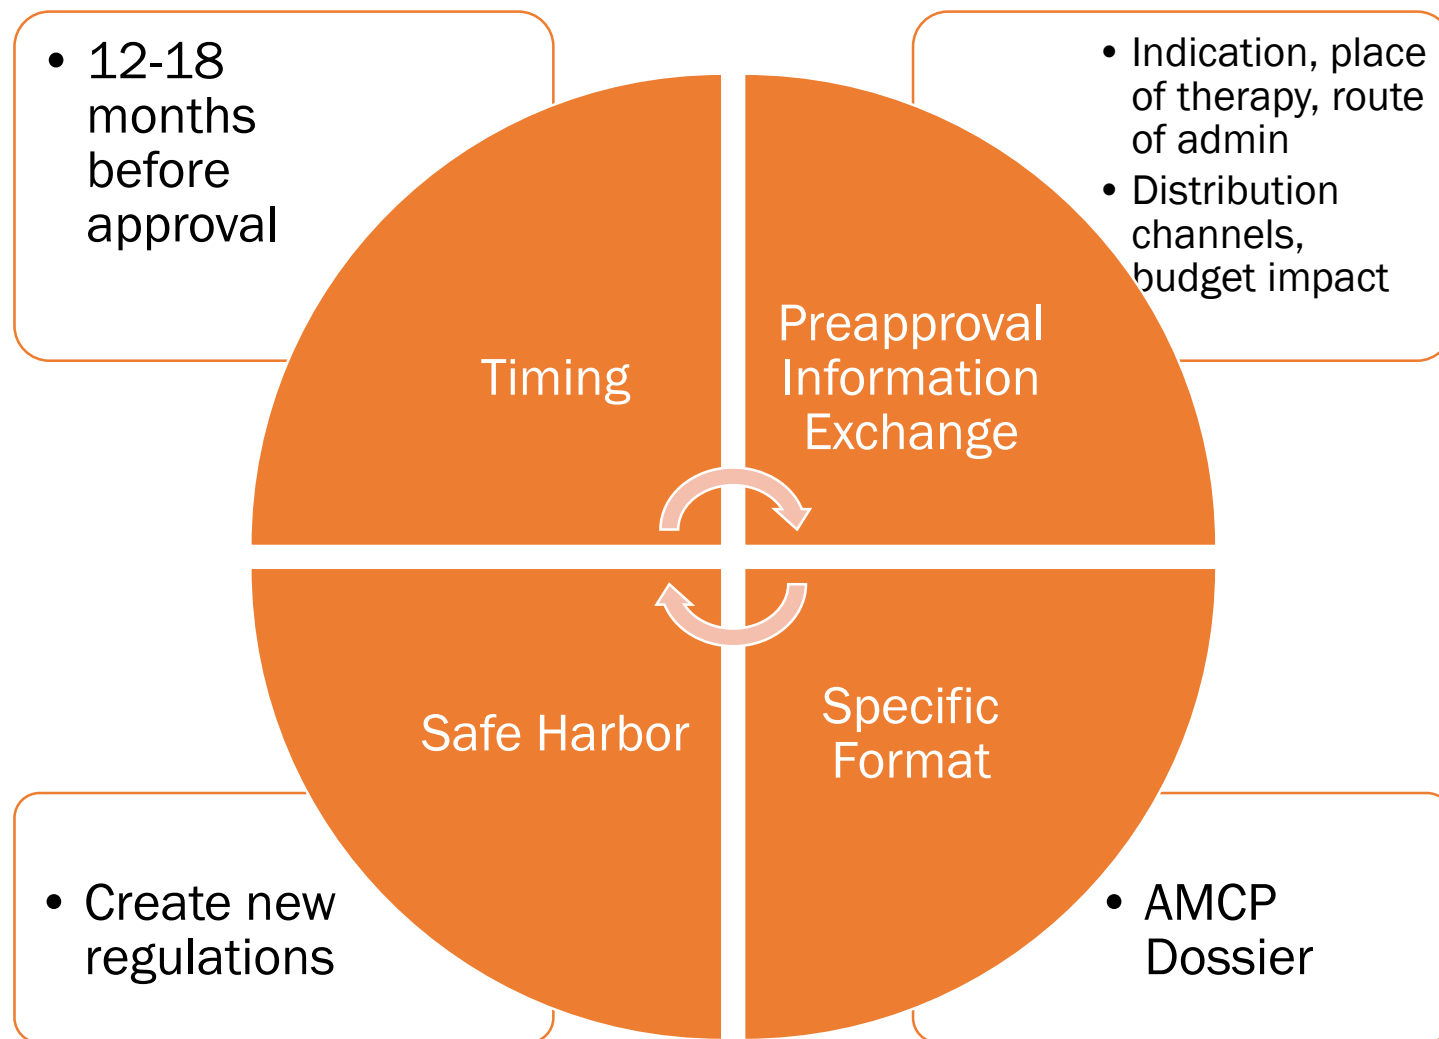 • 12-18
months
before
approval
• Indication, place
of therapy, route
of admin
• Distribution
channels,
budget impact
Timing
Preapproval
Information
Exchange
Safe Harbor
Specific
Format
• Create new
regulations
• AMCP
Dossier